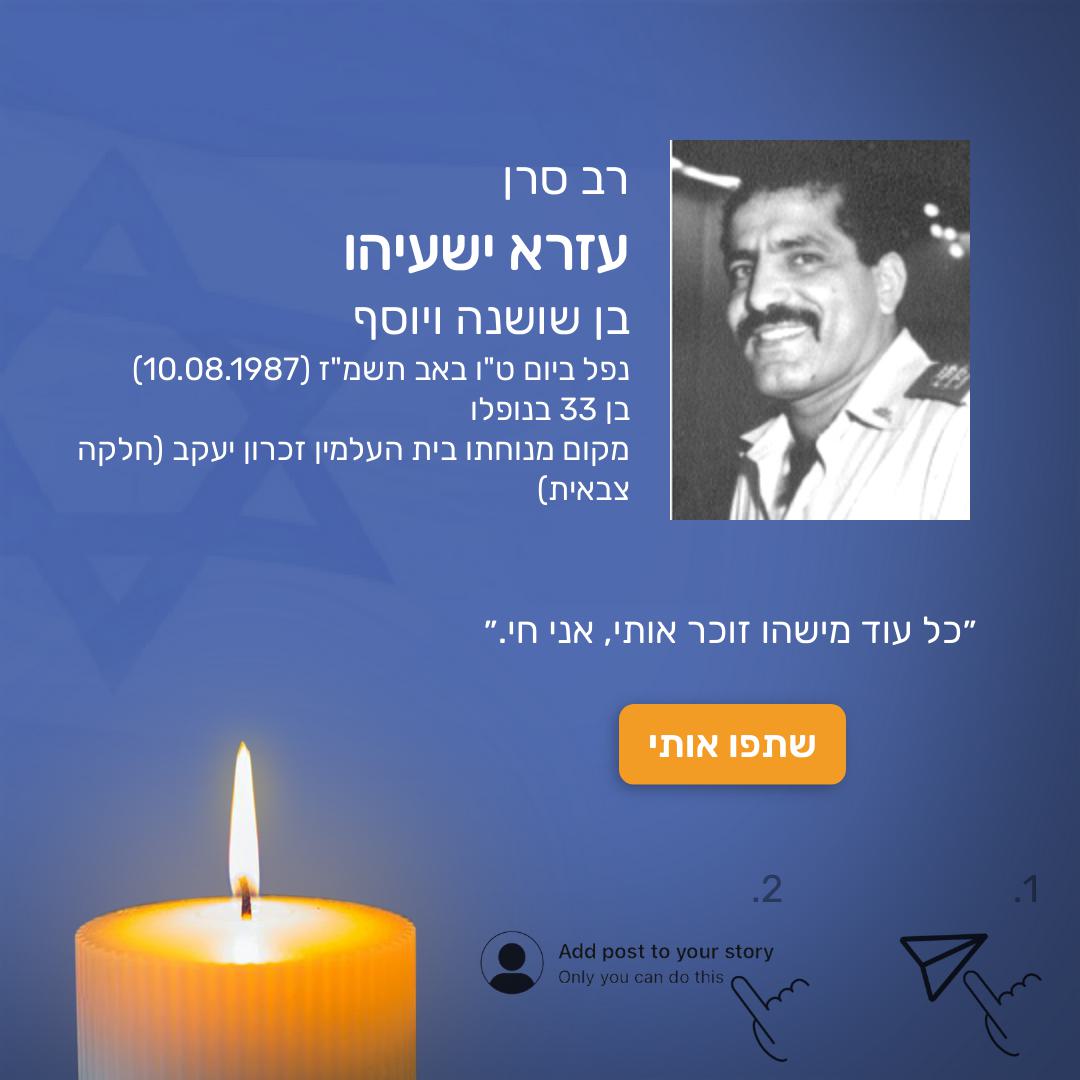 רב סרן
עזרא ישעיהו
בן שושנה ויוסף
נפל ביום ט"ו באב תשמ"ז (10.08.1987)
בן 33 בנופלו
מקום מנוחתו בית העלמין זכרון יעקב (חלקה
צבאית)
״כל עוד מישהו זוכר אותי, אני חי.״
שתפו אותי
1.
2.
Add post to your story
Only you can do this